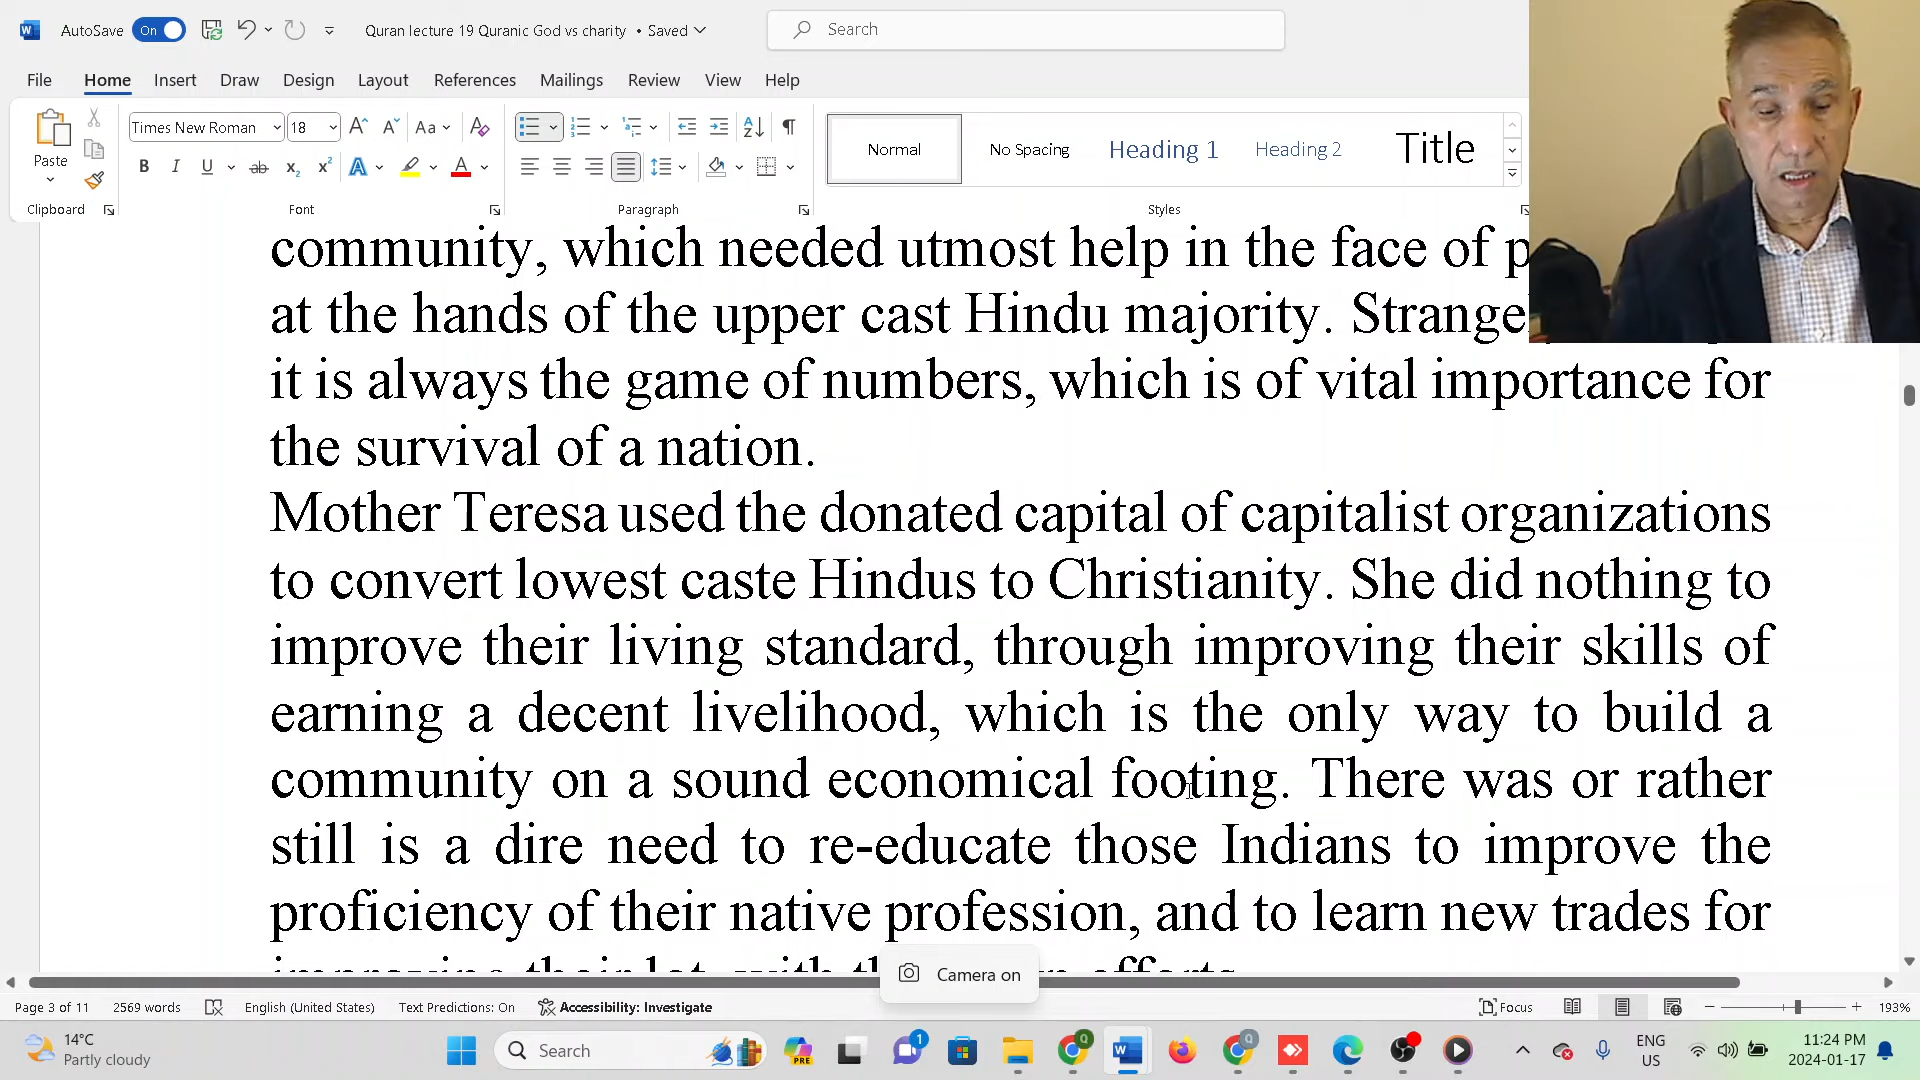 AutoSave On Quran lecture 19 Quranic God vs charity • Saved Search
File Home Insert Draw Design Layout References Mailings Review View Help
Paste Times New Roman 18 Aa
Normal No Spacing Heading 1 Heading 2 Title
Clipboard Font Paragraph Styles
community, which needed utmost help in the face of
at the hands of the upper cast Hindu majority.
it is always the game of numbers, which is of vital importance for
the survival of a nation.
Mother Teresa used the donated capital of capitalist organizations
to convert lowest caste Hindus to Christianity. She did nothing to
improve their living standard, through improving their skills of
earning a decent livelihood, which is the only way to build a
community on a sound economical footing. There was or rather
still is a dire need to re-educate those Indians to improve the
proficiency of their native profession, and to learn new trades for
Camera on
Page 3 of 11 2569 words English (United States) Text Predictions: On Accessibility: Investigate Focus 193%
14°C
Partly cloudy
Search
PRE
1
ENG
US
11:24 PM
2024-01-17